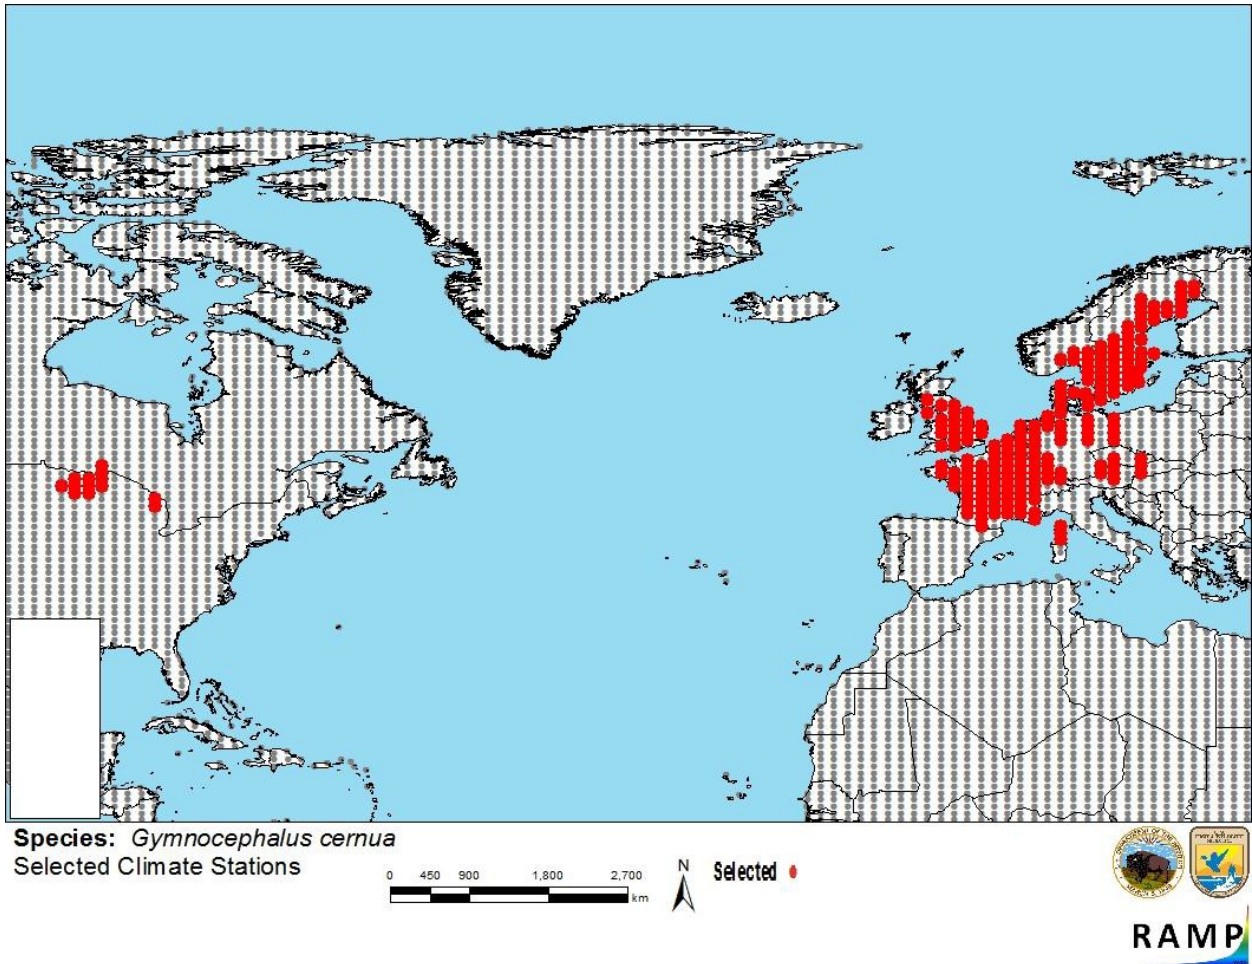 Species: Gymnocephalus cernua
Selected Climate Stations
0 450 900 1,800 2,700
km
N
Selected
RAMP